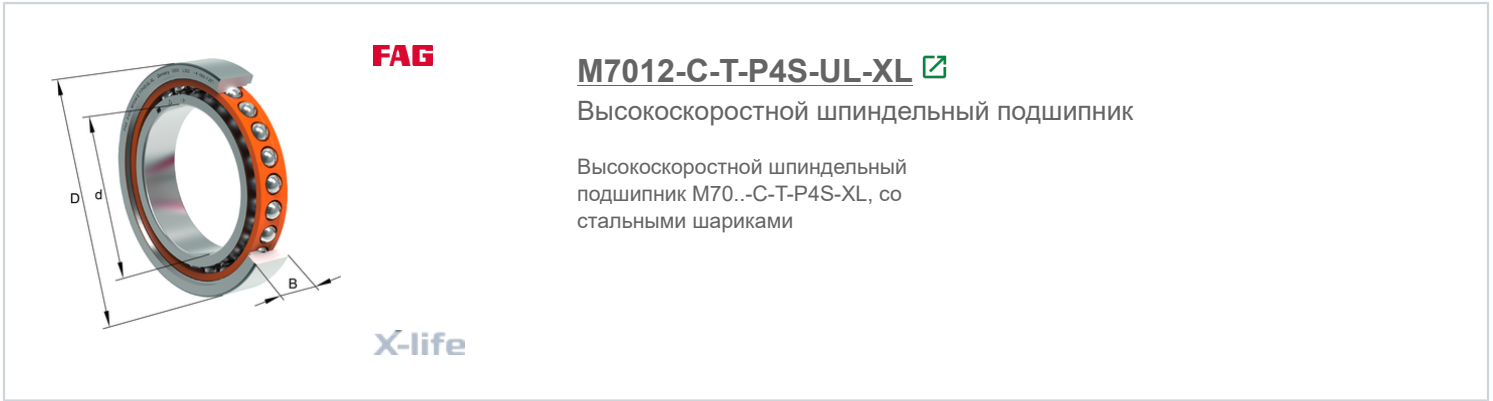 FAG
M7012-C-T-P4S-UL-XL
Высокоскоростной шпиндельный подшипник
Высокоскоростной шпиндельный
подшипник M70..-C-T-P4S-XL, со
стальными шариками
D
d
B
X-life